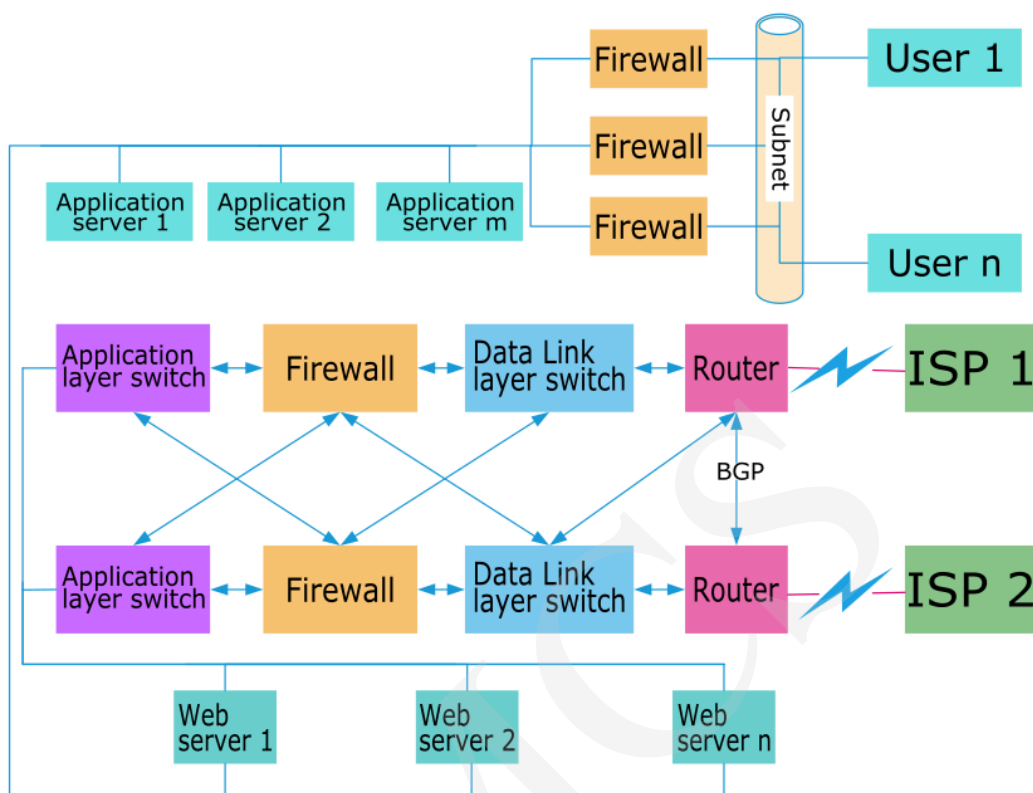 Firewall
User 1
Subnet
Firewall
Application
server 1
Application
server 2
Application
server m
Firewall
User n
Application
layer switch
Firewall
Data Link
layer switch
Router
ISP 1
BGP
Application
layer switch
Firewall
Data Link
layer switch
Router
ISP 2
Web
server 1
Web
server 2
Web
server n